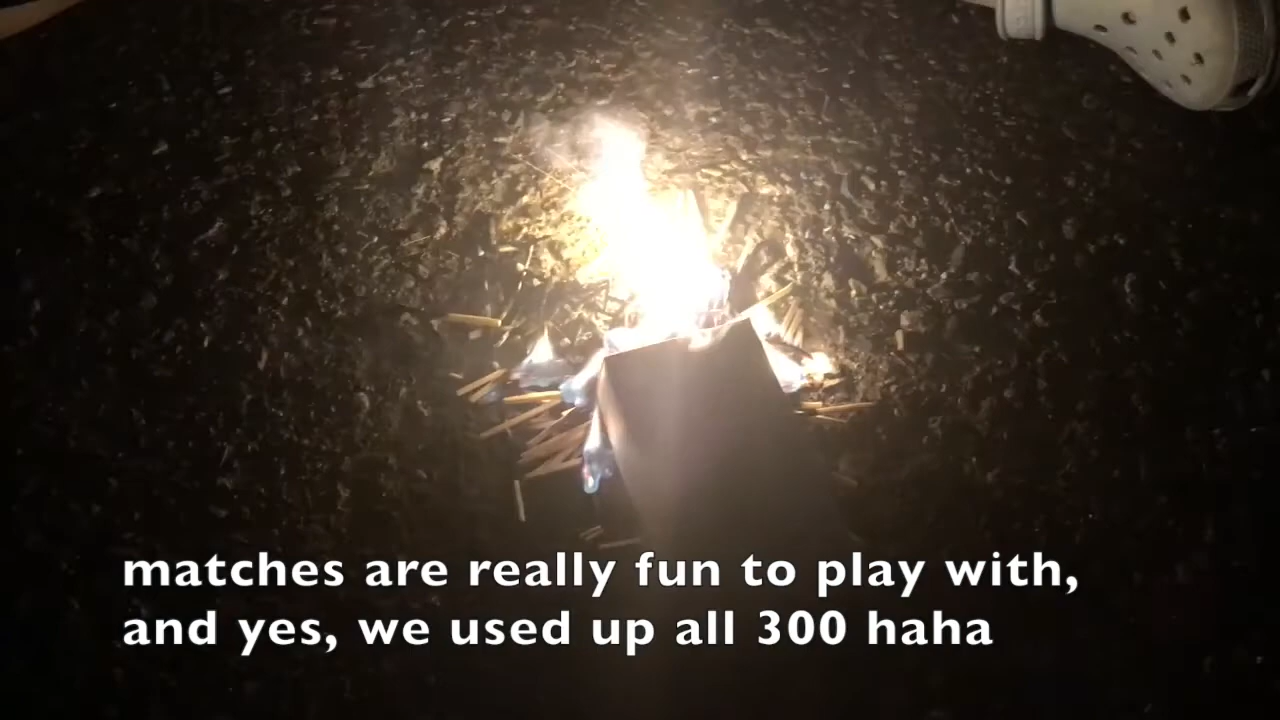 matches are really fun to play with,
and yes, we used up all 300 haha